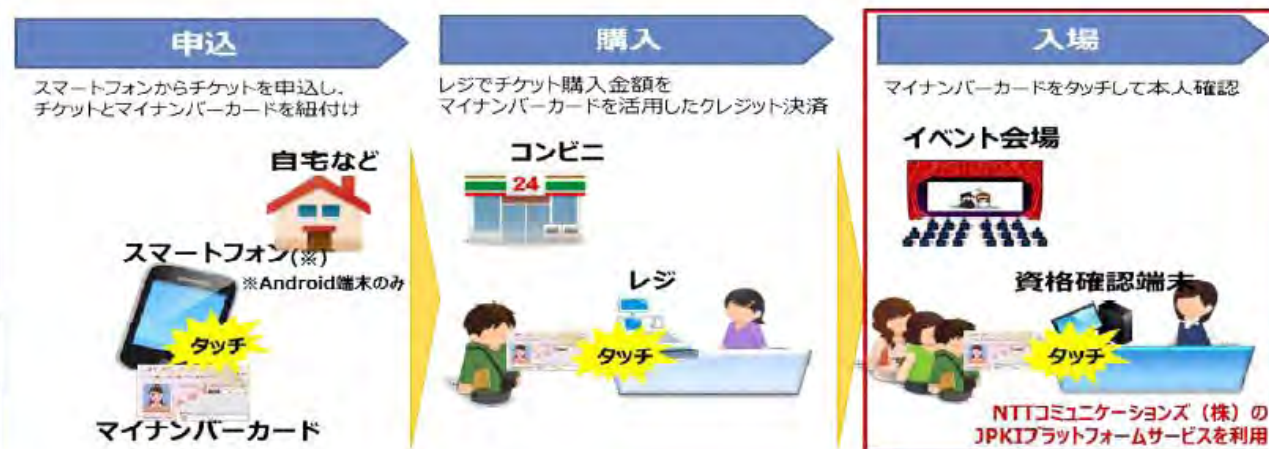 申込
スマートフォンからチケットを申込し、
チケットとマイナンバーカードを紐付け
自宅など
スマートフォン(※)
※Android端末のみ
タッチ
マイナンバーカード
購入
レジでチケット購入金額を
マイナンバーカードを活用したクレジット決済
コンビニ
24
レジ
タッチ
入場
マイナンバーカードをタッチして本人確認
イベント会場
資格確認端末
タッチ
NTTコミュニケーションズ（株）の
JPKIプラットフォームサービスを利用